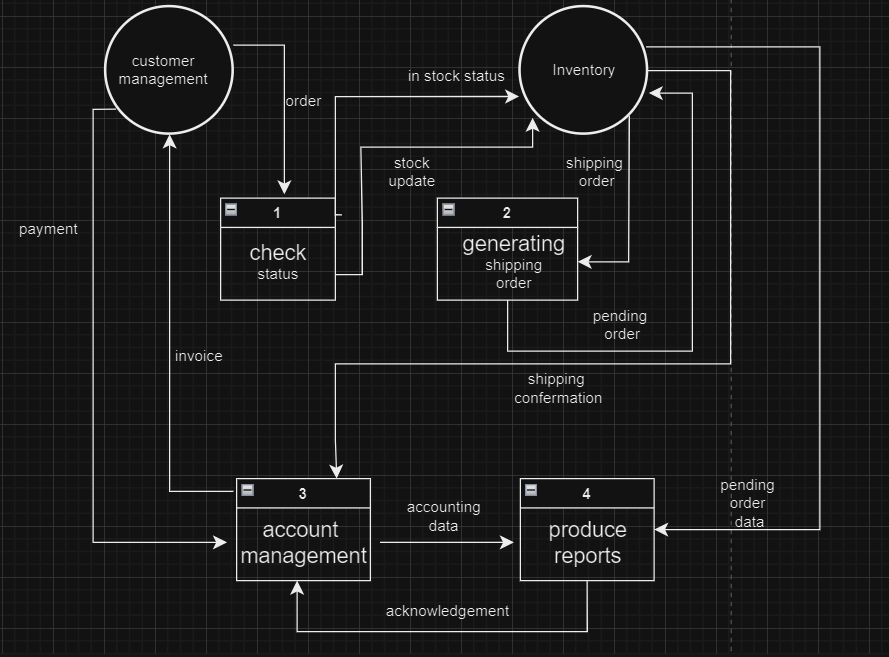 customer
management
Inventory
in stock status
order
stock
update
shipping
order
1
check
status
2
generating
shipping
order
payment
pending
order
invoice
shipping
confermation
3
account
management
accounting
data
4
produce
reports
pending
order
data
acknowledgement